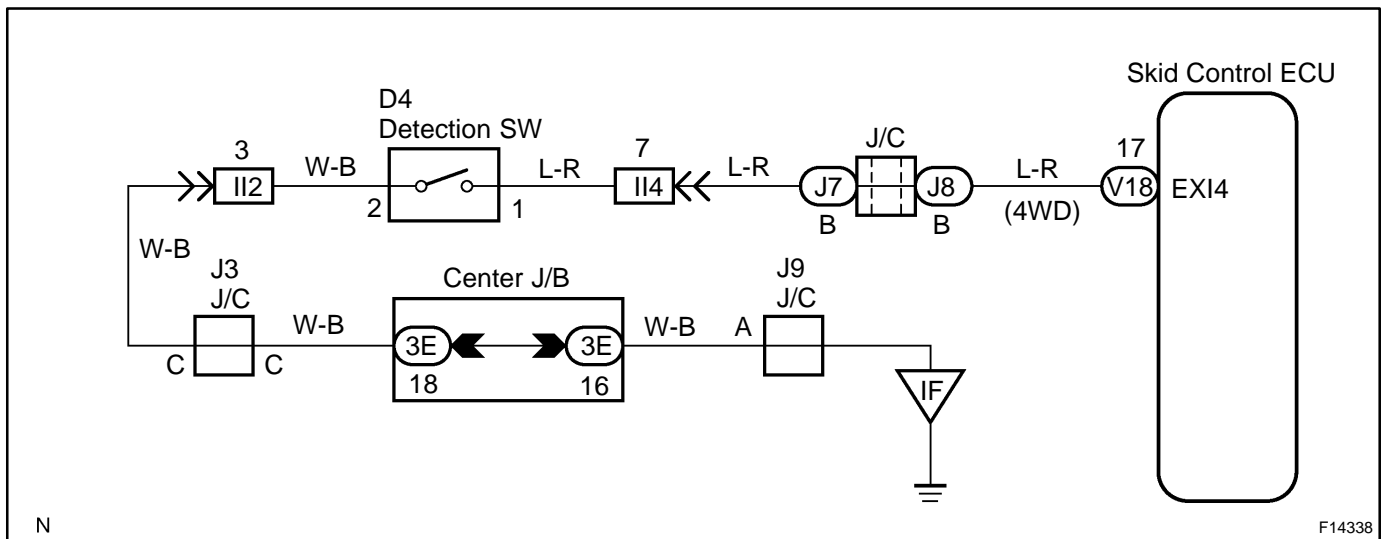 Skid Control ECU
D4
Detection SW
3
II2
W-B
2
1
L-R
7
II4
L-R
J/C
J7
B
J8
B
L-R
(4WD)
17
V18
EXI4
W-B
J3
J/C
C
C
W-B
Center J/B
3E
18
3E
16
W-B
J9
J/C
A
IF
N
F14338